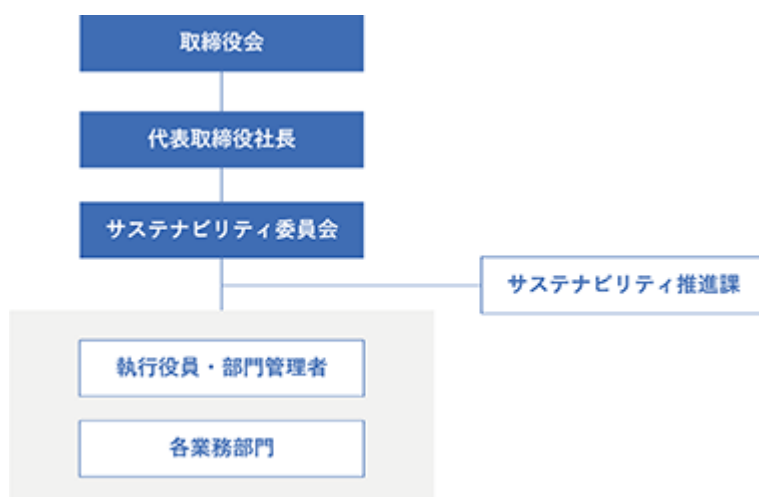 取締役会
代表取締役社長
サステナビリティ委員会
サステナビリティ推進課
執行役員・部門管理者
各業務部門